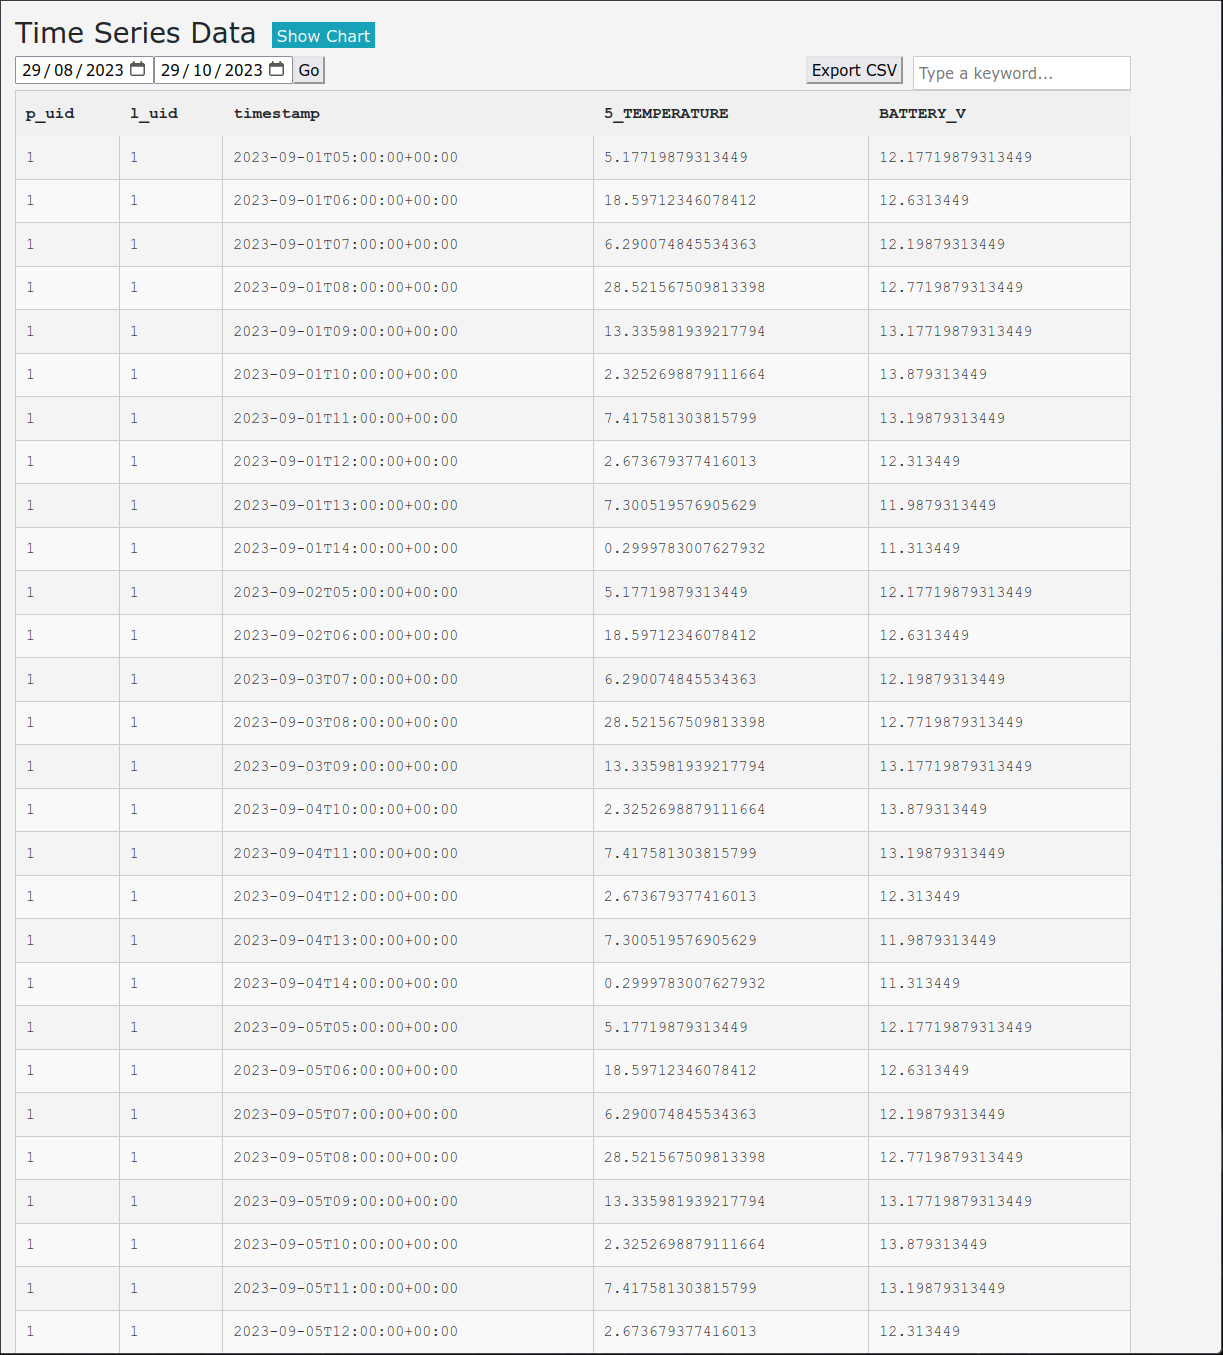 Time Series Data Show Chart
29/08/2023 29/10/2023 Go Export CSV Type a keyword...
p_uid l_uid timestamp 5_TEMPERATURE BATTERY_V
1 1 2023-09-01T05:00:00+00:00 5.17719879313449 12.17719879313449
1 1 2023-09-01T06:00:00+00:00 18.59712346078412 12.6313449
1 1 2023-09-01T07:00:00+00:00 6.290074845534363 12.19879313449
1 1 2023-09-01T08:00:00+00:00 28.521567509813398 12.7719879313449
1 1 2023-09-01T09:00:00+00:00 13.335981939217794 13.17719879313449
1 1 2023-09-01T10:00:00+00:00 2.3252698879111664 13.879313449
1 1 2023-09-01T11:00:00+00:00 7.417581303815799 13.19879313449
1 1 2023-09-01T12:00:00+00:00 2.673679377416013 12.313449
1 1 2023-09-01T13:00:00+00:00 7.300519576905629 11.9879313449
1 1 2023-09-01T14:00:00+00:00 0.2999783007627932 11.313449
1 1 2023-09-02T05:00:00+00:00 5.17719879313449 12.17719879313449
1 1 2023-09-02T06:00:00+00:00 18.59712346078412 12.6313449
1 1 2023-09-03T07:00:00+00:00 6.290074845534363 12.19879313449
1 1 2023-09-03T08:00:00+00:00 28.521567509813398 12.7719879313449
1 1 2023-09-03T09:00:00+00:00 13.335981939217794 13.17719879313449
1 1 2023-09-04T10:00:00+00:00 2.3252698879111664 13.879313449
1 1 2023-09-04T11:00:00+00:00 7.417581303815799 13.19879313449
1 1 2023-09-04T12:00:00+00:00 2.673679377416013 12.313449
1 1 2023-09-04T13:00:00+00:00 7.300519576905629 11.9879313449
1 1 2023-09-04T14:00:00+00:00 0.2999783007627932 11.313449
1 1 2023-09-05T05:00:00+00:00 5.17719879313449 12.17719879313449
1 1 2023-09-05T06:00:00+00:00 18.59712346078412 12.6313449
1 1 2023-09-05T07:00:00+00:00 6.290074845534363 12.19879313449
1 1 2023-09-05T08:00:00+00:00 28.521567509813398 12.7719879313449
1 1 2023-09-05T09:00:00+00:00 13.335981939217794 13.17719879313449
1 1 2023-09-05T10:00:00+00:00 2.3252698879111664 13.879313449
1 1 2023-09-05T11:00:00+00:00 7.417581303815799 13.19879313449
1 1 2023-09-05T12:00:00+00:00 2.673679377416013 12.313449